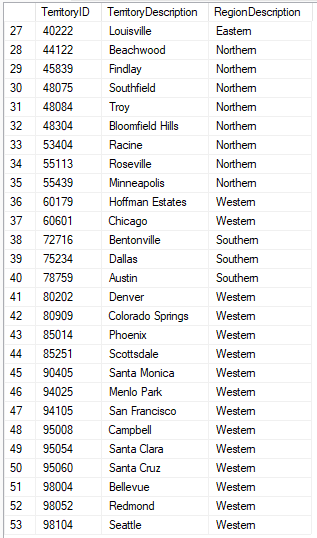 TerritoryID TerritoryDescription RegionDescription
27 40222 Louisville Eastern
28 44122 Beachwood Northern
29 45839 Findlay Northern
30 48075 Southfield Northern
31 48084 Troy Northern
32 48304 Bloomfield Hills Northern
33 53404 Racine Northern
34 55113 Roseville Northern
35 55439 Minneapolis Northern
36 60179 Hoffman Estates Western
37 60601 Chicago Western
38 72716 Bentonville Southern
39 75234 Dallas Southern
40 78759 Austin Southern
41 80202 Denver Western
42 80909 Colorado Springs Western
43 85014 Phoenix Western
44 85251 Scottsdale Western
45 90405 Santa Monica Western
46 94025 Menlo Park Western
47 94105 San Francisco Western
48 95008 Campbell Western
49 95054 Santa Clara Western
50 95060 Santa Cruz Western
51 98004 Bellevue Western
52 98052 Redmond Western
53 98104 Seattle Western